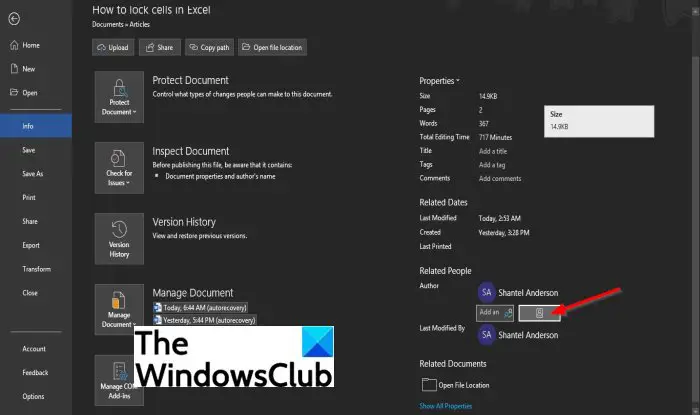 How to lock cells in Excel
Documents » Articles
Upload
Share
Copy path
Open file location
Home
New
Open
Info
Save
Save As
Print
Share
Export
Transform
Close
Account
Feedback
Options
Protect Document
Protect Document
Control what types of changes people can make to this document.
Check for Issues
Inspect Document
Before publishing this file, be aware that it contains:
Document properties and author's name
Version History
Version History
View and restore previous versions.
Manage Document
Manage Document
Today, 6:44 AM (autorecovery)
Yesterday, 5:44 PM (autorecovery)
Manage COM Add-ins
The
WindowsClub
Properties
Size 14.9KB
Pages 2
Words 367
Total Editing Time 717 Minutes
Title Add a title
Tags Add a tag
Comments Add comments
Size
14.9KB
Related Dates
Last Modified Today, 2:53 AM
Created Yesterday, 3:28 PM
Last Printed
Related People
Author SA Shantel Anderson
Add an
Last Modified By SA Shantel Anderson
Related Documents
Open File Location
Show All Properties